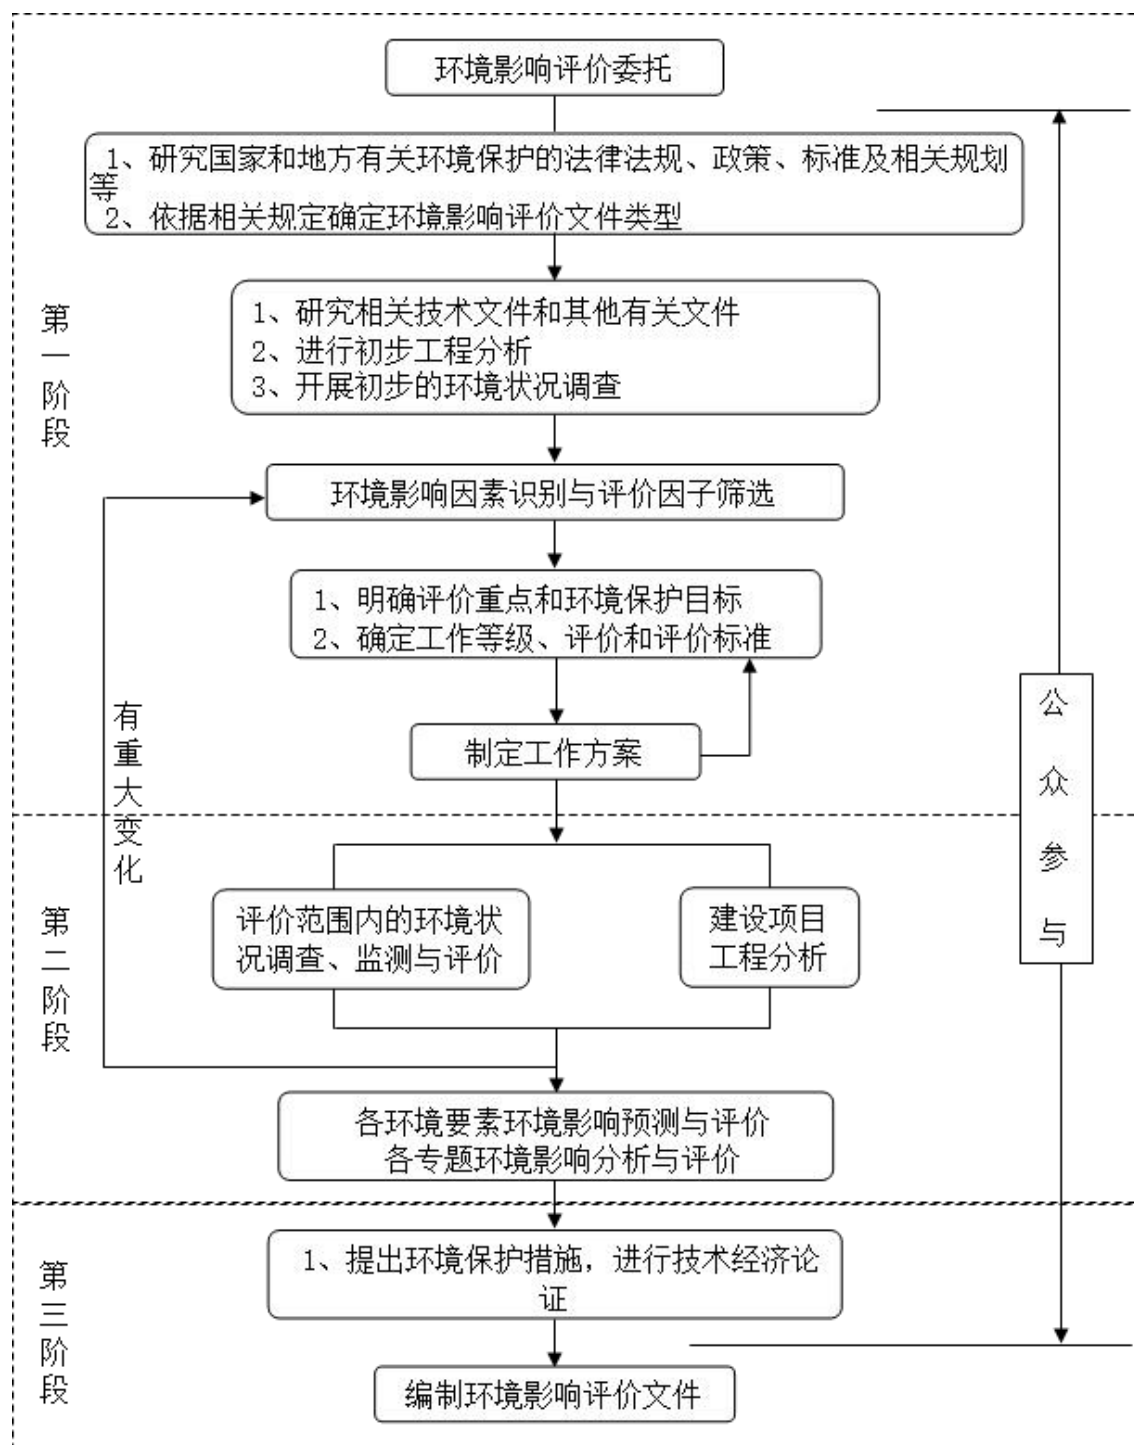 环境影响评价委托
1、研究国家和地方有关环境保护的法律法规、政策、标准及相关规划
等
2、依据相关规定确定环境影响评价文件类型
第一阶段
1、研究相关技术文件和其他有关文件
2、进行初步工程分析
3、开展初步的环境状况调查
环境影响因素识别与评价因子筛选
1、明确评价重点和环境保护目标
2、确定工作等级、评价和评价标准
有重大变化
制定工作方案
公众参与
第二阶段
评价范围内的环境状
况调查、监测与评价
建设项目
工程分析
各环境要素环境影响预测与评价
各专题环境影响分析与评价
第三阶段
1、提出环境保护措施，进行技术经济论
证
编制环境影响评价文件